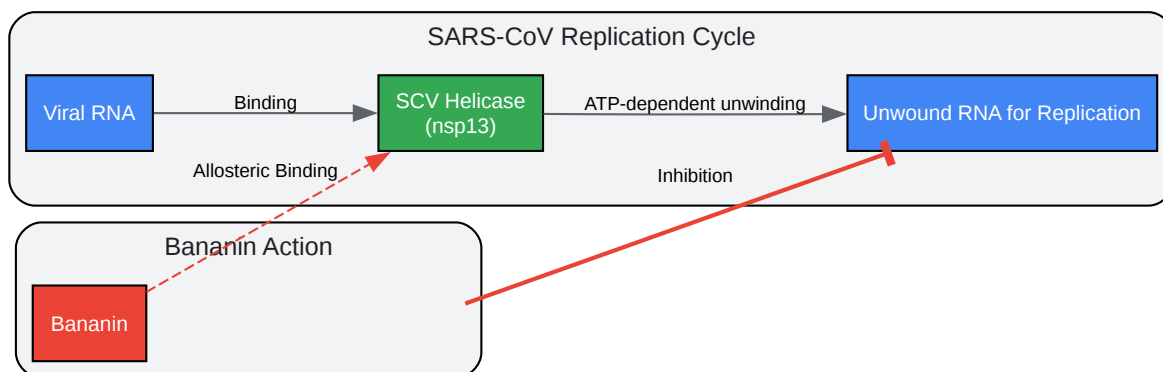 SARS-CoV Replication Cycle
Viral RNA
Binding
SCV Helicase
(nsp13)
ATP-dependent unwinding
Unwound RNA for Replication
Allosteric Binding
Inhibition
Bananin Action
Bananin